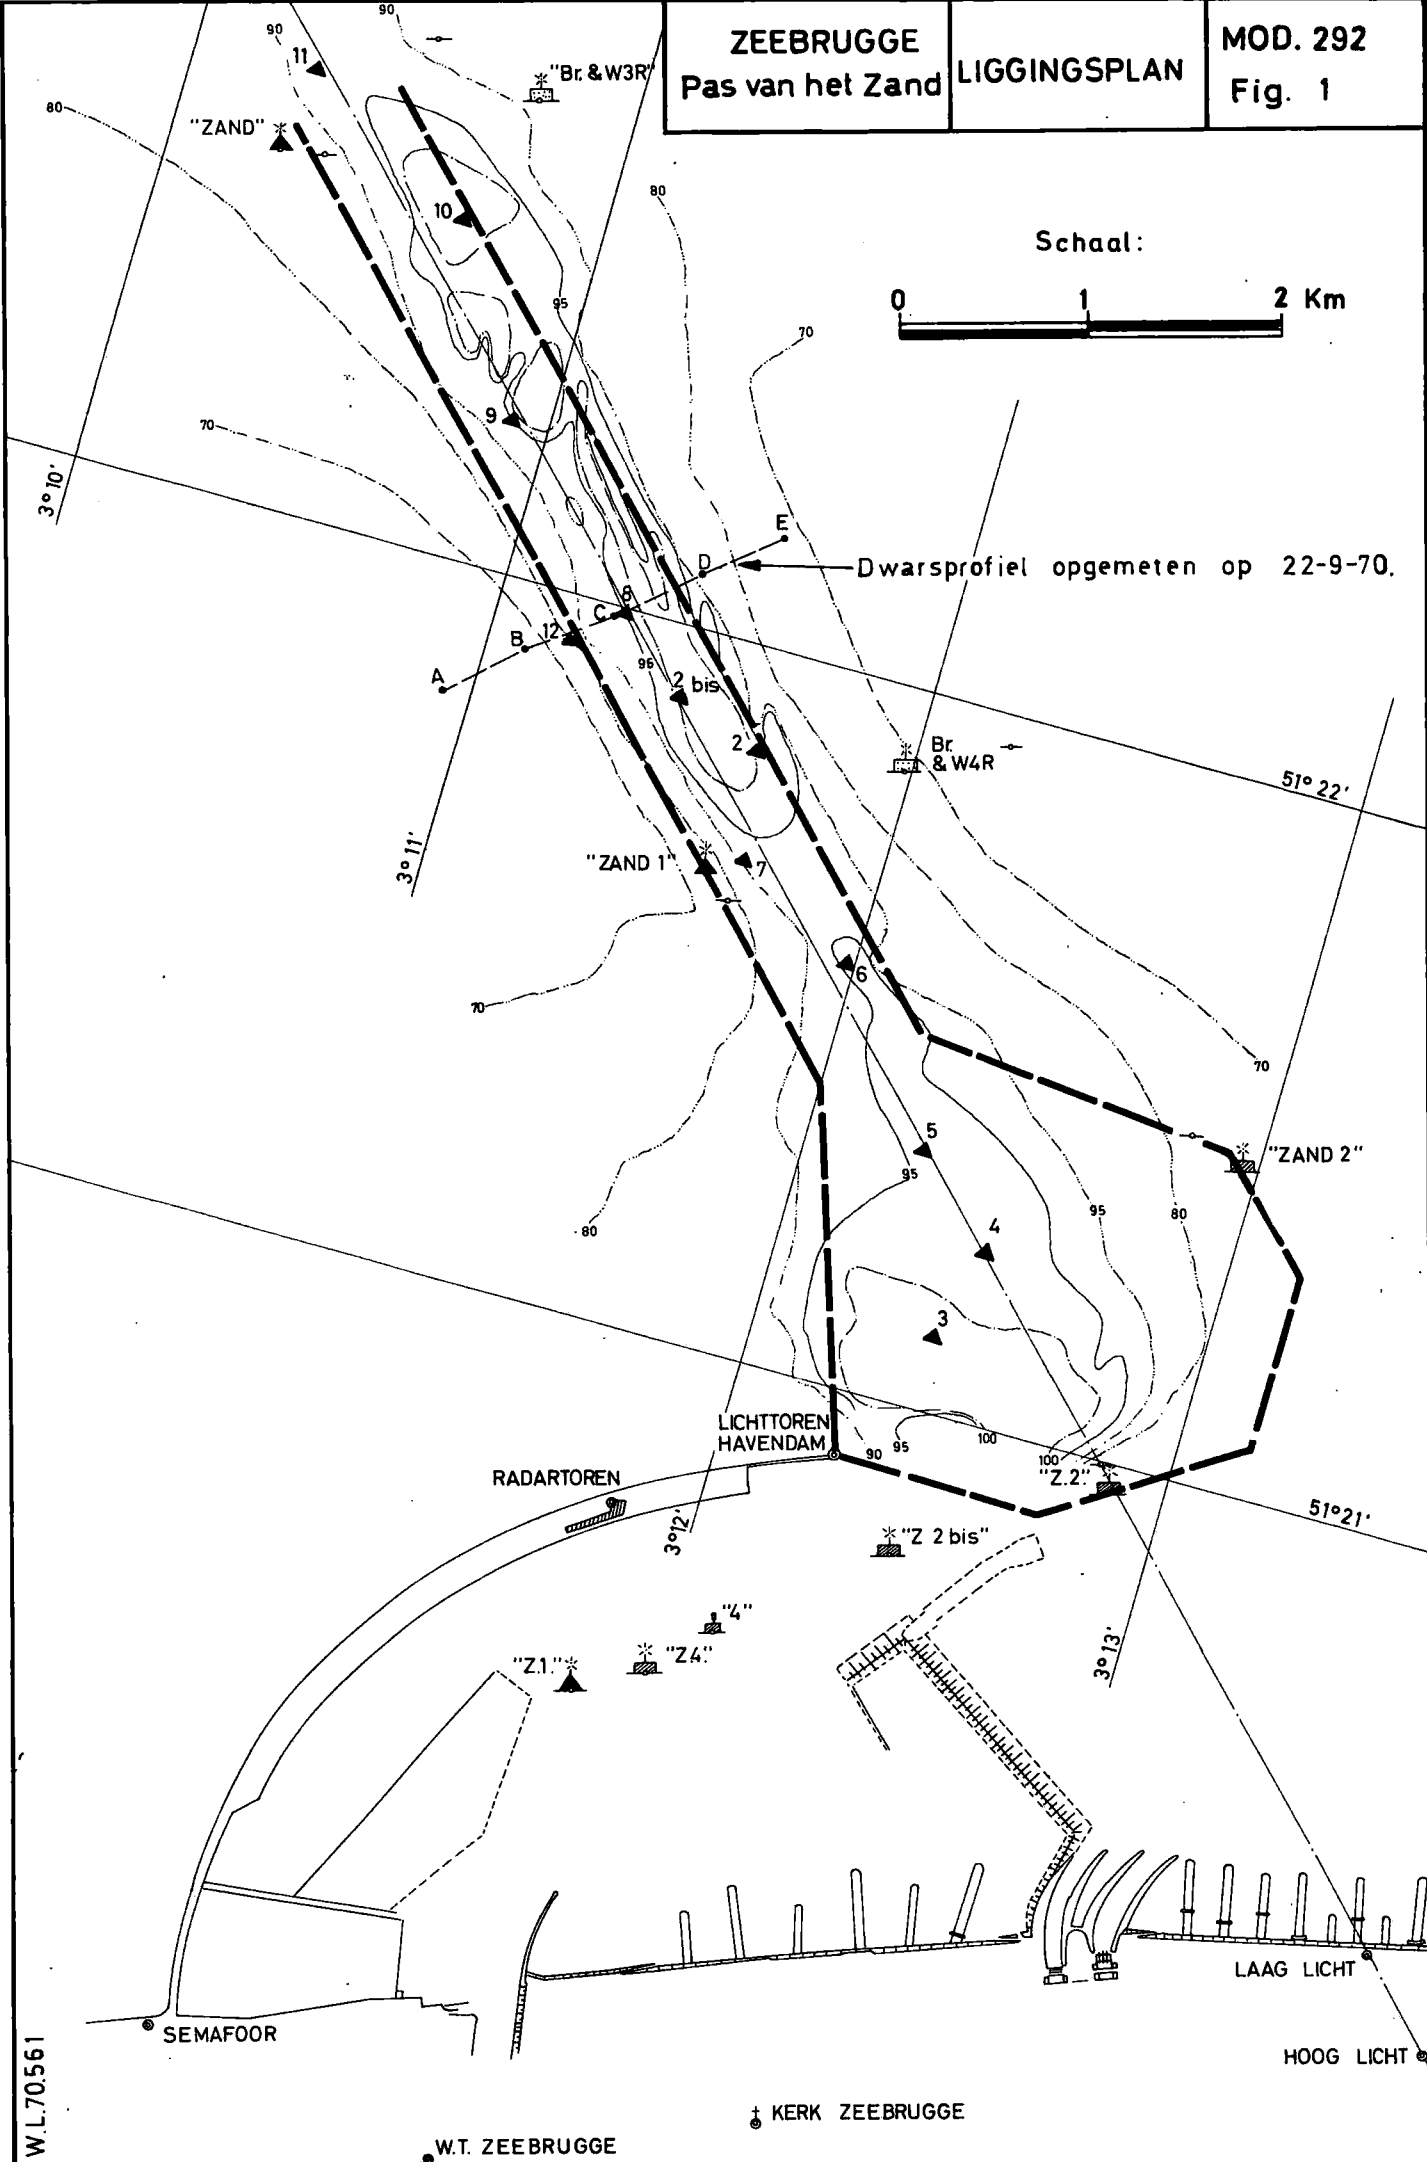 ZEEBRUGGE
Pas van het Zand
LIGGINGSPLAN
MOD. 292
Fig. 1
90
90
11
"Br. & W3R"
80
"ZAND"
80
10
Schaal:
0 1 2 Km
95
70
9
70
3° 10'
E
D
Dwarsprofiel opgemeten op 22-9-70.
8
C
12
B
A
95
2 bis
2
Br.
& W4R
51° 22'
"ZAND 1"
7
3° 11'
6
70
70
5
"ZAND 2"
95
4
95
80
80
3
LICHTTOREN
HAVENDAM
95
100
90
100
"Z.2."
RADARTOREN
51° 21'
3° 12'
"Z 2 bis"
"4"
"Z.1."
"Z.4."
3° 13'
LAAG LICHT
SEMAFOOR
HOOG LICHT
KERK ZEEBRUGGE
W.T. ZEEBRUGGE
W.L.70.561